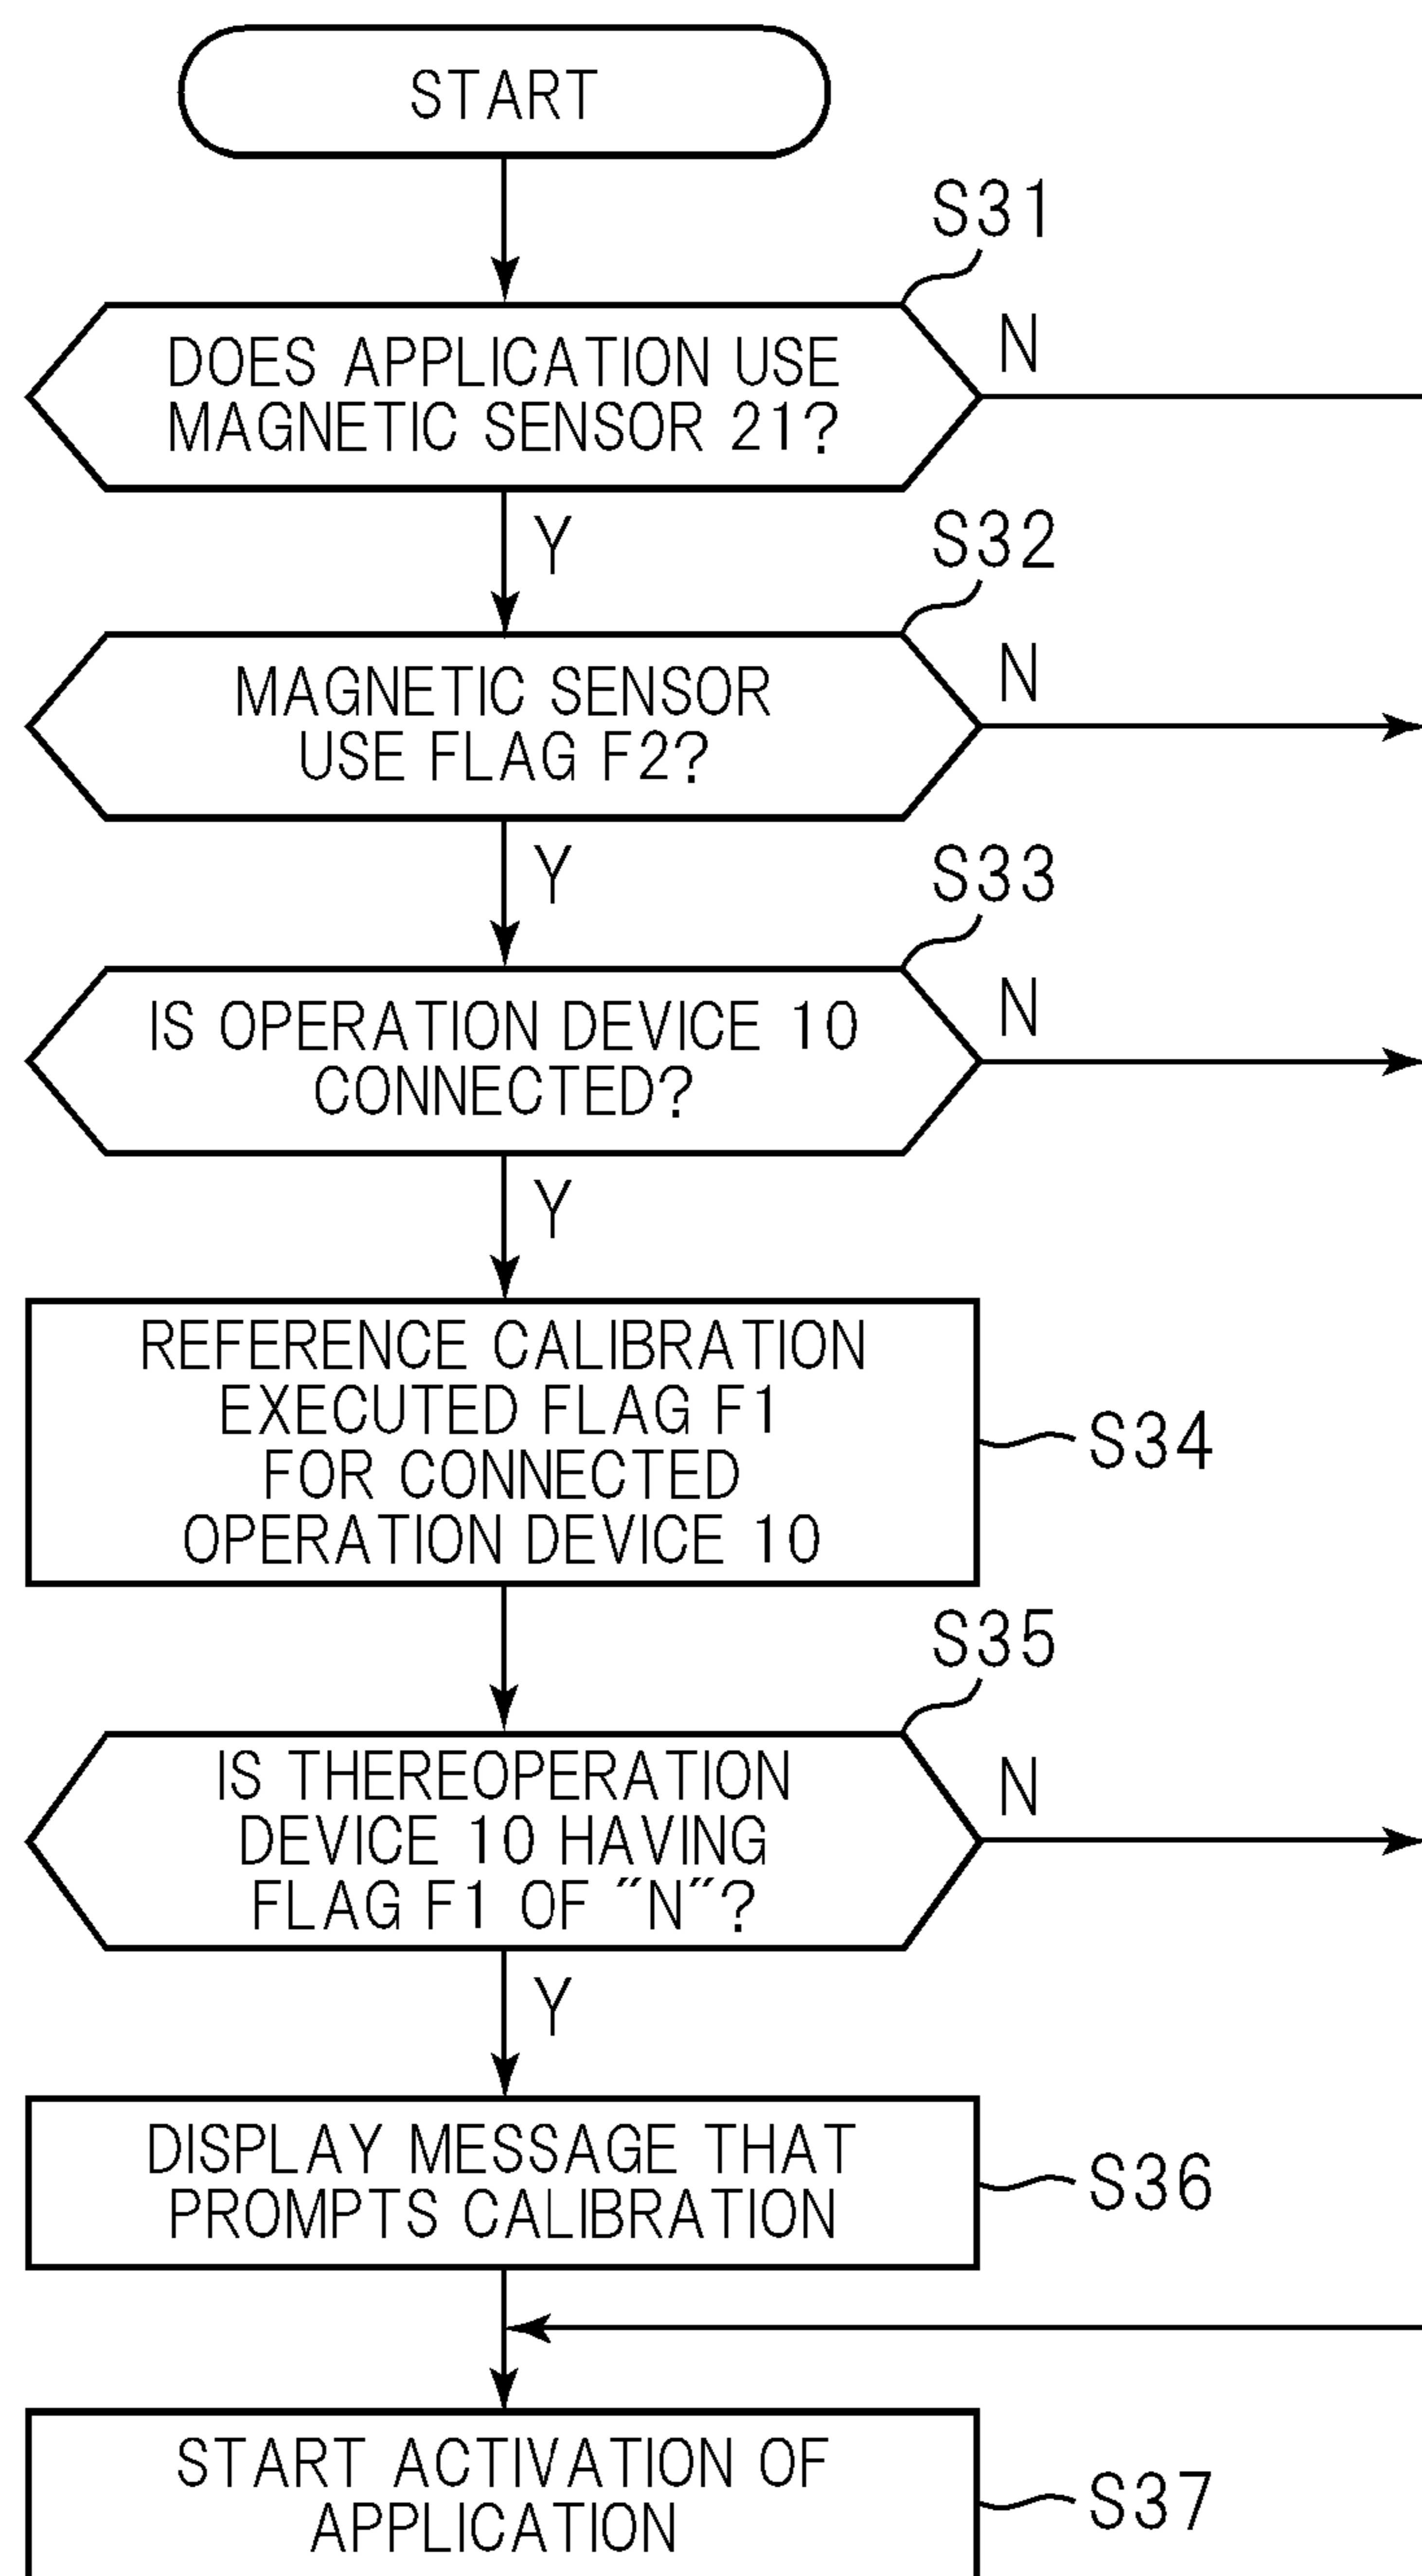 START
S31
DOES APPLICATION USE
MAGNETIC SENSOR 21?
N
Y
S32
MAGNETIC SENSOR
USE FLAG F2?
N
Y
S33
IS OPERATION DEVICE 10
CONNECTED?
N
Y
REFERENCE CALIBRATION
EXECUTED FLAG F1
FOR CONNECTED
OPERATION DEVICE 10
S34
S35
IS THEREOPERATION
DEVICE 10 HAVING
FLAG F1 OF "N"?
N
Y
DISPLAY MESSAGE THAT
PROMPTS CALIBRATION
S36
START ACTIVATION OF
APPLICATION
S37